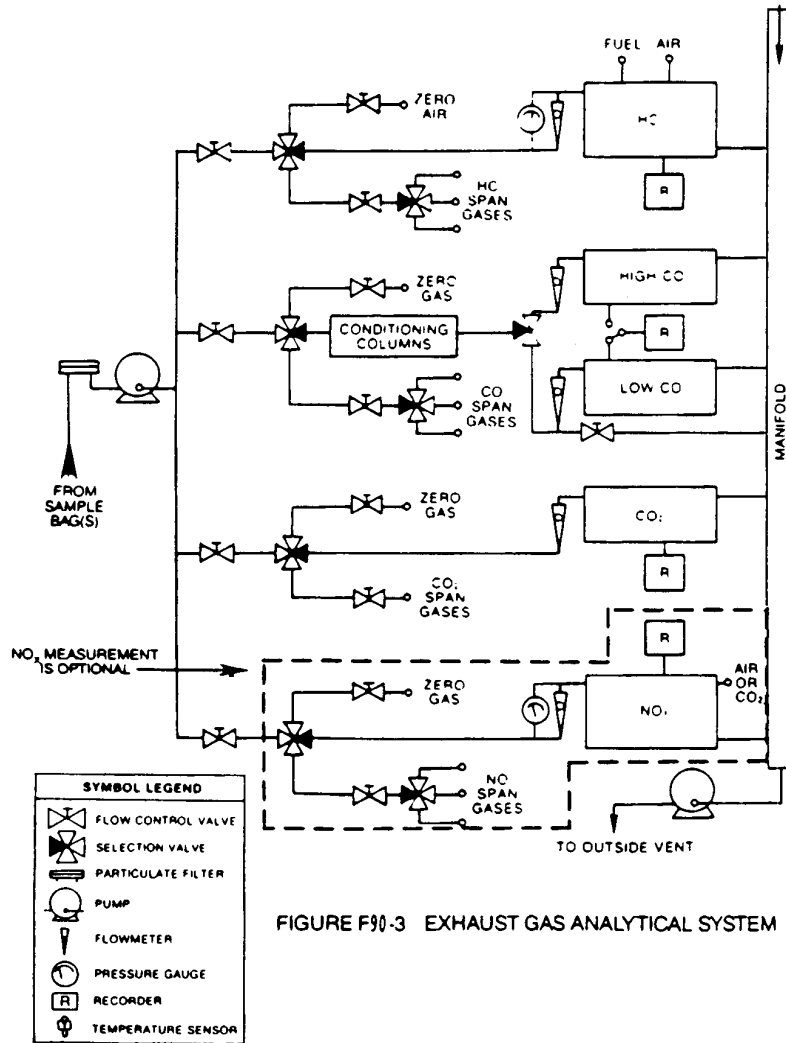 FUEL AIR
HC
R
ZERO
AIR
HC
SPAN
GASES
ZERO
GAS
CONDITIONING
COLUMNS
HIGH CO
R
LOW CO
CO
SPAN
GASES
MANIFOLD
FROM
SAMPLE
BAG(S)
ZERO
GAS
CO₂
R
CO₂
SPAN
GASES
NOₓ MEASUREMENT
IS OPTIONAL
R
ZERO
GAS
AIR
OR
CO₂
NOₓ
NO
SPAN
GASES
TO OUTSIDE VENT
SYMBOL LEGEND
FLOW CONTROL VALVE
SELECTION VALVE
PARTICULATE FILTER
PUMP
FLOWMETER
PRESSURE GAUGE
R RECORDER
TEMPERATURE SENSOR
FIGURE F90-3 EXHAUST GAS ANALYTICAL SYSTEM